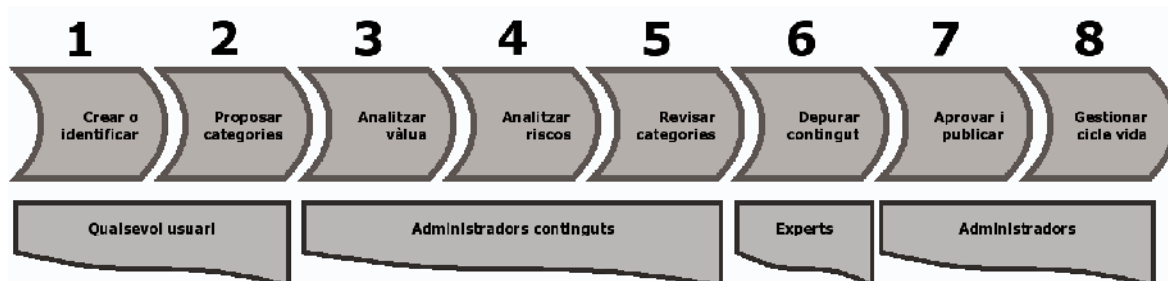 1 2 3 4 5 6 7 8
Crear o
identificar
Proposar
categories
Analitzar
vàlua
Analitzar
riscos
Revisar
categories
Depurar
contingut
Aprovar i
publicar
Gestionar
cicle vida
Qualsevol usuari
Administradors continguts
Experts
Administradors